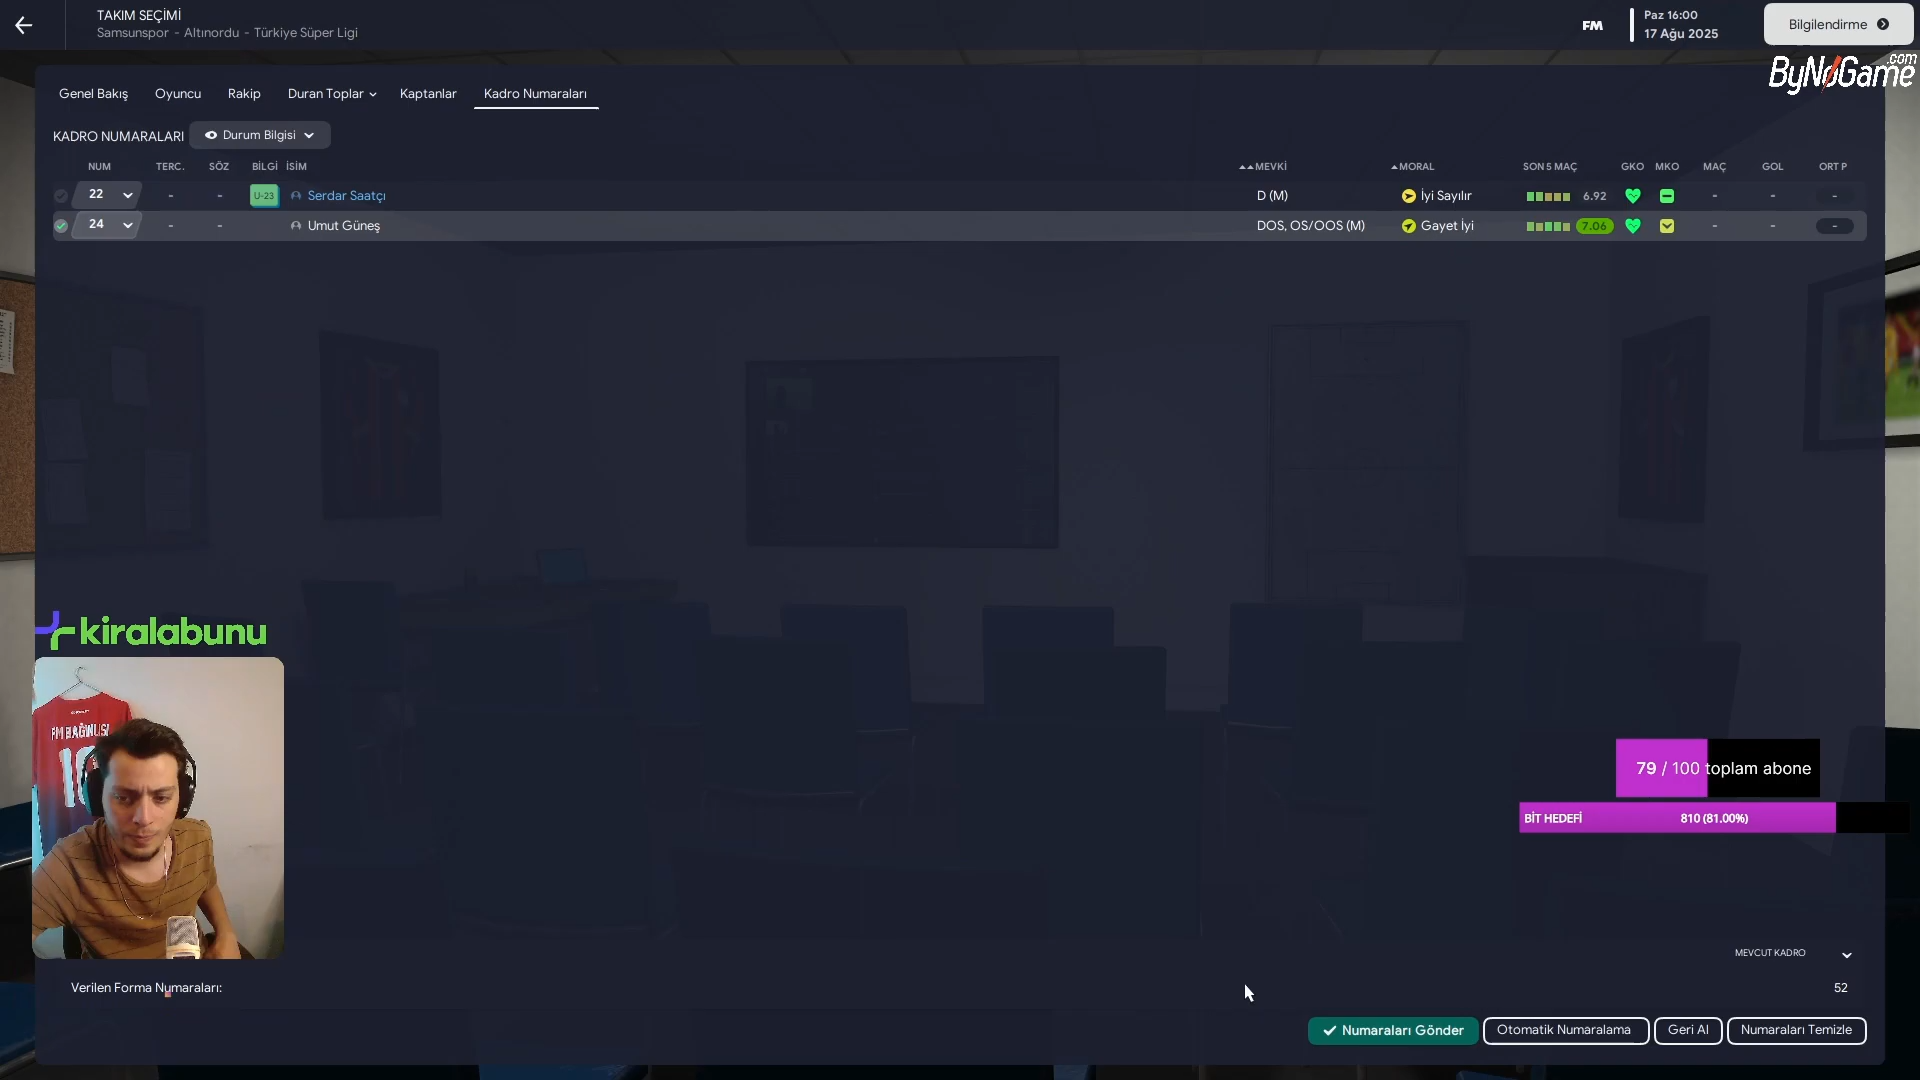 TAKIM SEÇİMİ
Samsunspor - Altınordu - Türkiye Süper Ligi
FM
Paz 16:00
17 Ağu 2025
Bilgilendirme
ByNoGame.com
Genel Bakış
Oyuncu
Rakip
Duran Toplar
Kaptanlar
Kadro Numaraları
KADRO NUMARALARI
Durum Bilgisi
NUM TERC. SÖZ BİLGİ İSİM MEVKİ MORAL SON 5 MAÇ GKO MKO MAÇ GOL ORT P
22 - - U-23 Serdar Saatçı D (M) İyi Sayılır 6.92 - - -
24 - - Umut Güneş DOS, OS/OOS (M) Gayet İyi 7.06 - - -
kiralabunu
FM BAĞIMLISI
10
79 / 100 toplam abone
BİT HEDEFİ 810 (81.00%)
MEVCUT KADRO
Verilen Forma Numaraları: 52
Numaraları Gönder
Otomatik Numaralama
Geri Al
Numaraları Temizle